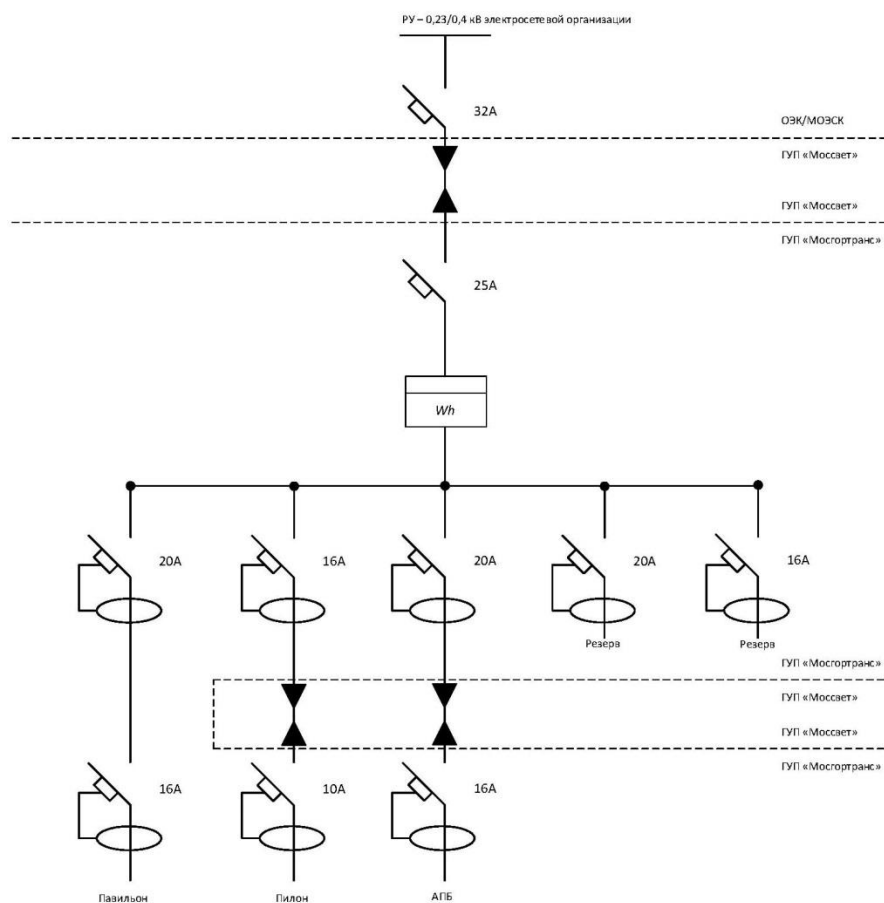 РУ – 0,23/0,4 кВ электросетевой организации
32А
ОЭК/МОЭСК
ГУП «Моссвет»
ГУП «Моссвет»
ГУП «Мосгортранс»
25А
Wh
20А
16А
20А
20А
16А
Резерв
Резерв
ГУП «Мосгортранс»
ГУП «Моссвет»
ГУП «Моссвет»
ГУП «Мосгортранс»
16А
10А
16А
Павильон
Пилон
АПБ